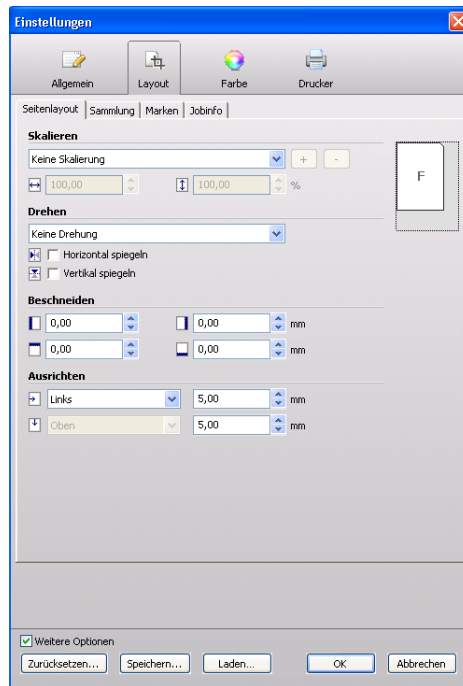 Einstellungen
Allgemein Layout Farbe Drucker
Seitenlayout Sammlung Marken Jobinfo
Skalieren
Keine Skalierung + -
100,00 100,00 %
F
Drehen
Keine Drehung
Horizontal spiegeln
Vertikal spiegeln
Beschneiden
0,00 0,00 mm
0,00 0,00 mm
Ausrichten
Links 5,00 mm
Oben 5,00 mm
Weitere Optionen
Zurücksetzen... Speichern... Laden... OK Abbrechen